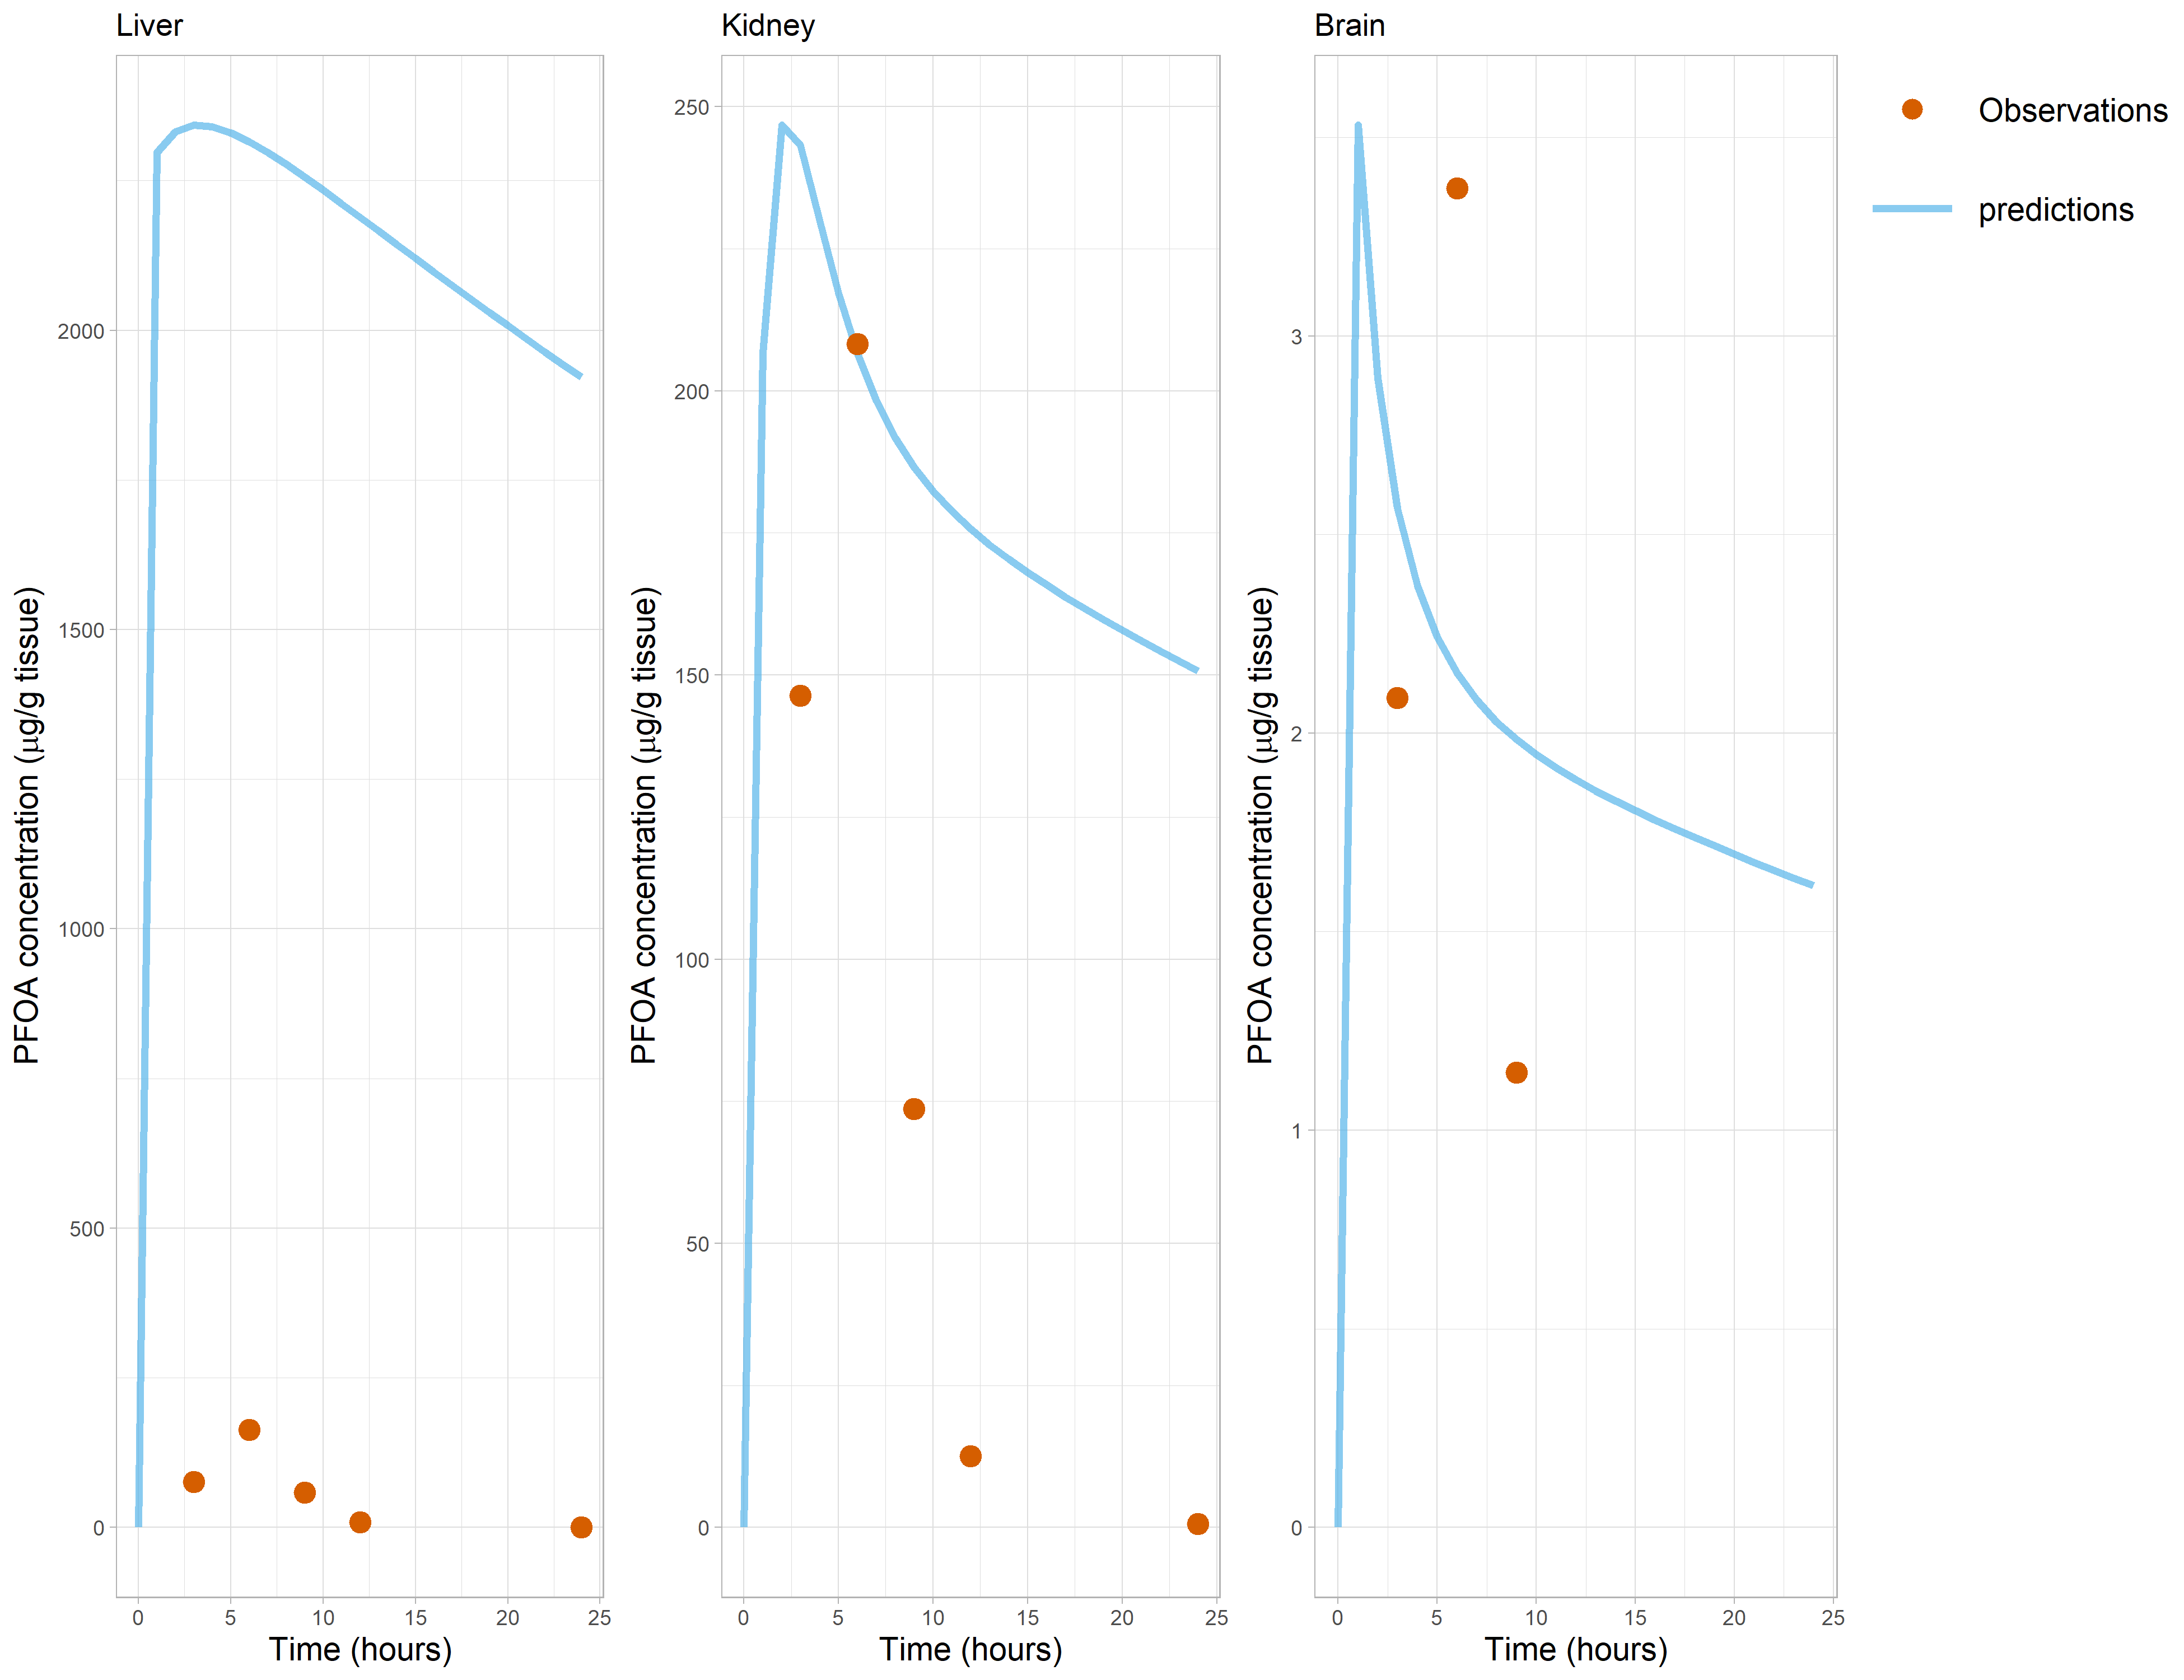 Liver
PFOA concentration (μg/g tissue)
2000
1500
1000
500
0
0 5 10 15 20 25
Time (hours)
Kidney
PFOA concentration (μg/g tissue)
250
200
150
100
50
0
0 5 10 15 20 25
Time (hours)
Brain
PFOA concentration (μg/g tissue)
3
2
1
0
0 5 10 15 20 25
Time (hours)
Observations
predictions